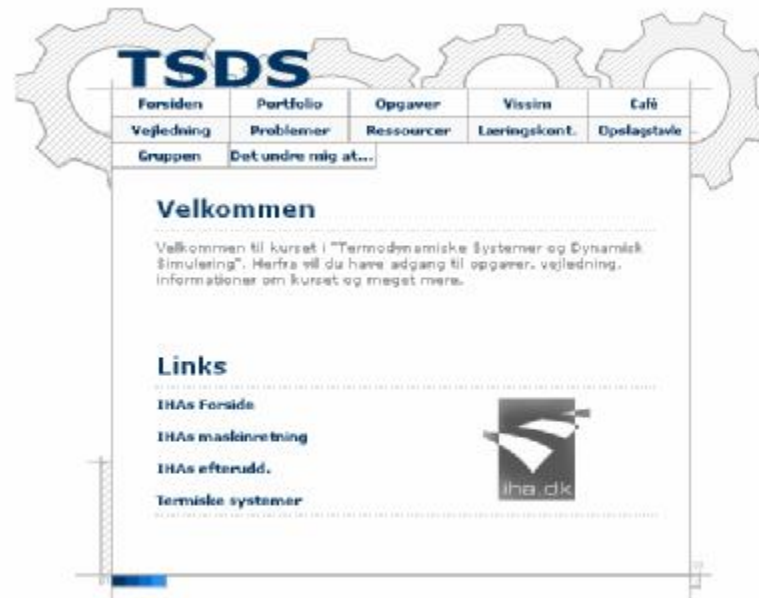 TSDS
Forsiden Portfolio Opgaver Vissim Café
Vejledning Problemer Ressourcer Læringskont. Opslagstavle
Gruppen Det undre mig at...
Velkommen
Velkommen til kurset i "Termodynamiske Systemer og Dynamisk
Simulering". Herfra vil du have adgang til opgaver, vejledning,
informationer om kurset og meget mere.
Links
IHAs Forside
IHAs maskinretning
IHAs efterudd.
Termiske systemer
iha.dk